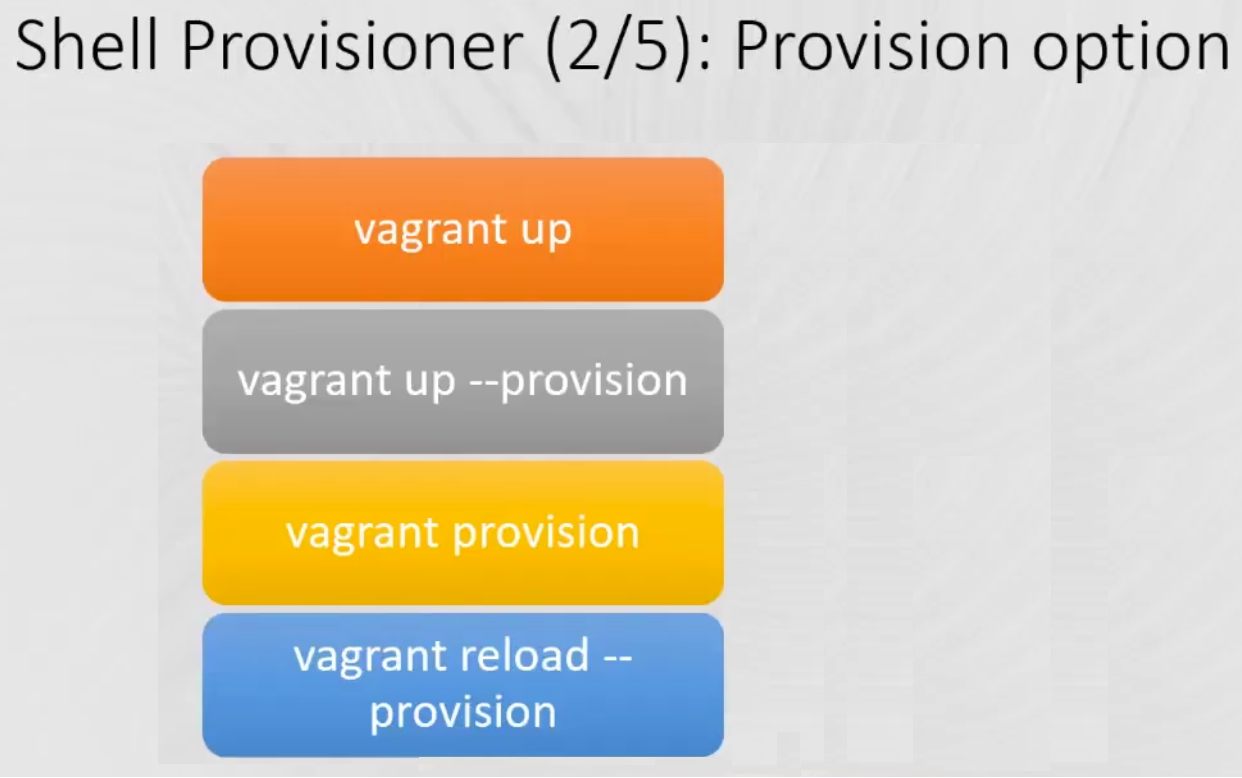 Shell Provisioner (2/5): Provision option
vagrant up
vagrant up --provision
vagrant provision
vagrant reload --
provision